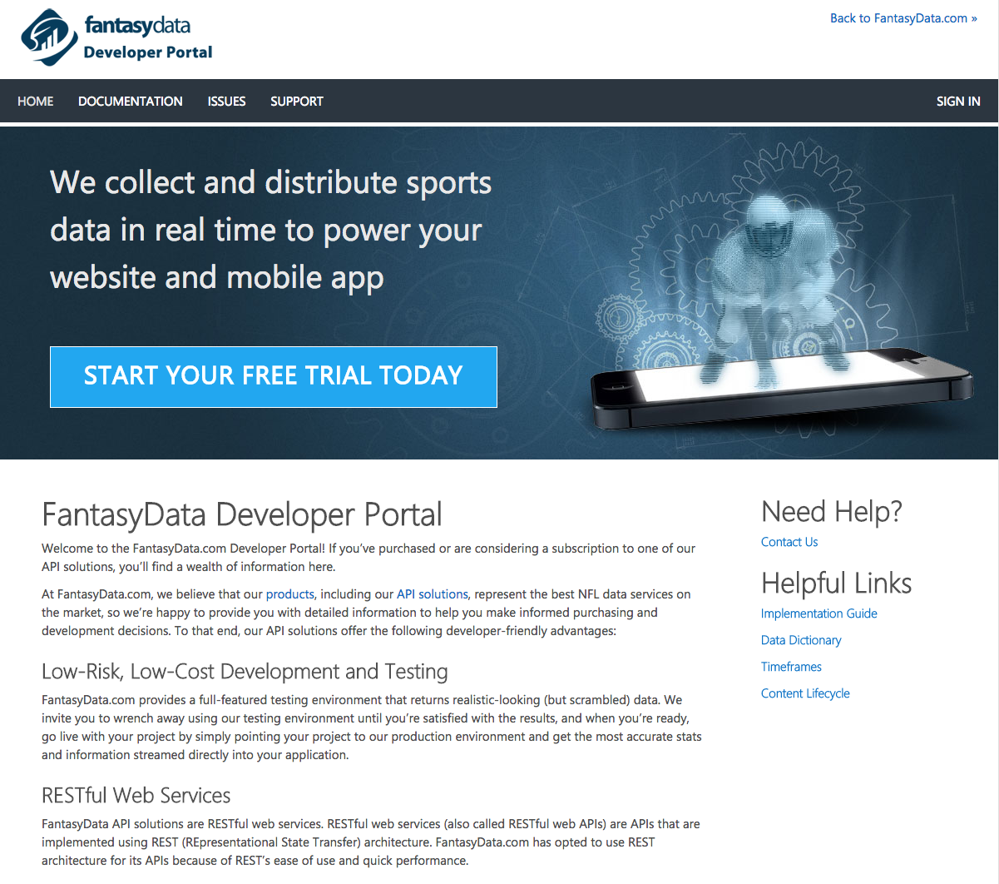 fantasydata
Developer Portal
Back to FantasyData.com »
HOME
DOCUMENTATION
ISSUES
SUPPORT
SIGN IN
We collect and distribute sports
data in real time to power your
website and mobile app
START YOUR FREE TRIAL TODAY
FantasyData Developer Portal
Welcome to the FantasyData.com Developer Portal! If you've purchased or are considering a subscription to one of our
API solutions, you'll find a wealth of information here.
At FantasyData.com, we believe that our products, including our API solutions, represent the best NFL data services on
the market, so we're happy to provide you with detailed information to help you make informed purchasing and
development decisions. To that end, our API solutions offer the following developer-friendly advantages:
Low-Risk, Low-Cost Development and Testing
FantasyData.com provides a full-featured testing environment that returns realistic-looking (but scrambled) data. We
invite you to wrench away using our testing environment until you're satisfied with the results, and when you're ready,
go live with your project by simply pointing your project to our production environment and get the most accurate stats
and information streamed directly into your application.
RESTful Web Services
FantasyData API solutions are RESTful web services. RESTful web services (also called RESTful web APIs) are APIs that are
implemented using REST (REpresentational State Transfer) architecture. FantasyData.com has opted to use REST
architecture for its APIs because of REST's ease of use and quick performance.
Need Help?
Contact Us
Helpful Links
Implementation Guide
Data Dictionary
Timeframes
Content Lifecycle